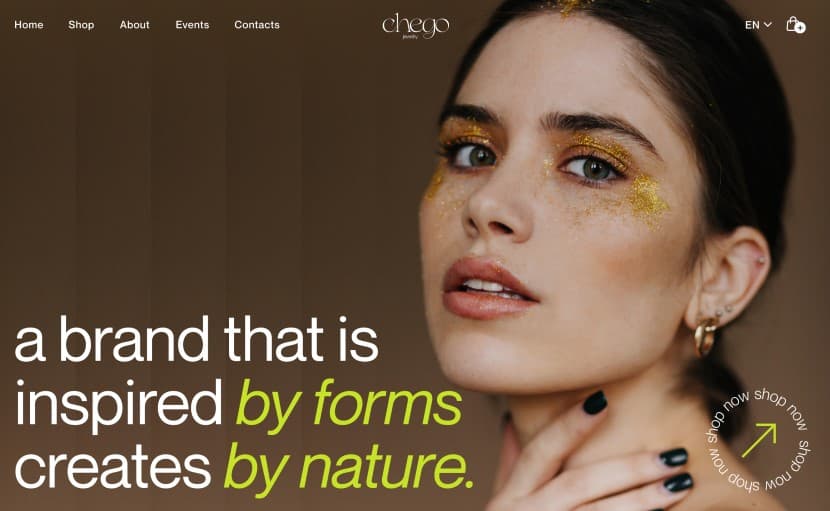 Home Shop About Events Contacts
chego
jewelry
EN
a brand that is
inspired by forms
creates by nature.
shop now shop now shop now shop now